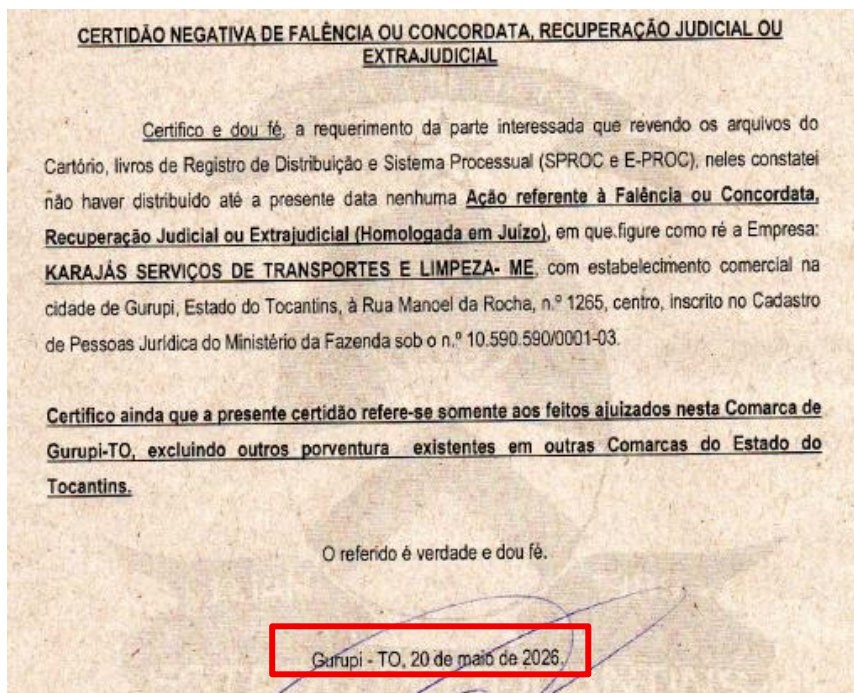 CERTIDÃO NEGATIVA DE FALÊNCIA OU CONCORDATA, RECUPERAÇÃO JUDICIAL OU
EXTRAJUDICIAL
Certifico e dou fé, a requerimento da parte interessada que revendo os arquivos do
Cartório, livros de Registro de Distribuição e Sistema Processual (SPROC e E-PROC), neles constatei
não haver distribuido até a presente data nenhuma Ação referente à Falência ou Concordata,
Recuperação Judicial ou Extrajudicial (Homologada em Juízo), em que figure como ré a Empresa:
KARAJÁS SERVIÇOS DE TRANSPORTES E LIMPEZA- ME, com estabelecimento comercial na
cidade de Gurupi, Estado do Tocantins, à Rua Manoel da Rocha, n.º 1265, centro, inscrito no Cadastro
de Pessoas Jurídica do Ministério da Fazenda sob o n.º 10.590.590/0001-03.
Certifico ainda que a presente certidão refere-se somente aos feitos ajuizados nesta Comarca de
Gurupi-TO, excluindo outros porventura existentes em outras Comarcas do Estado do
Tocantins.
O referido é verdade e dou fé.
Gurupi - TO, 20 de maio de 2026.